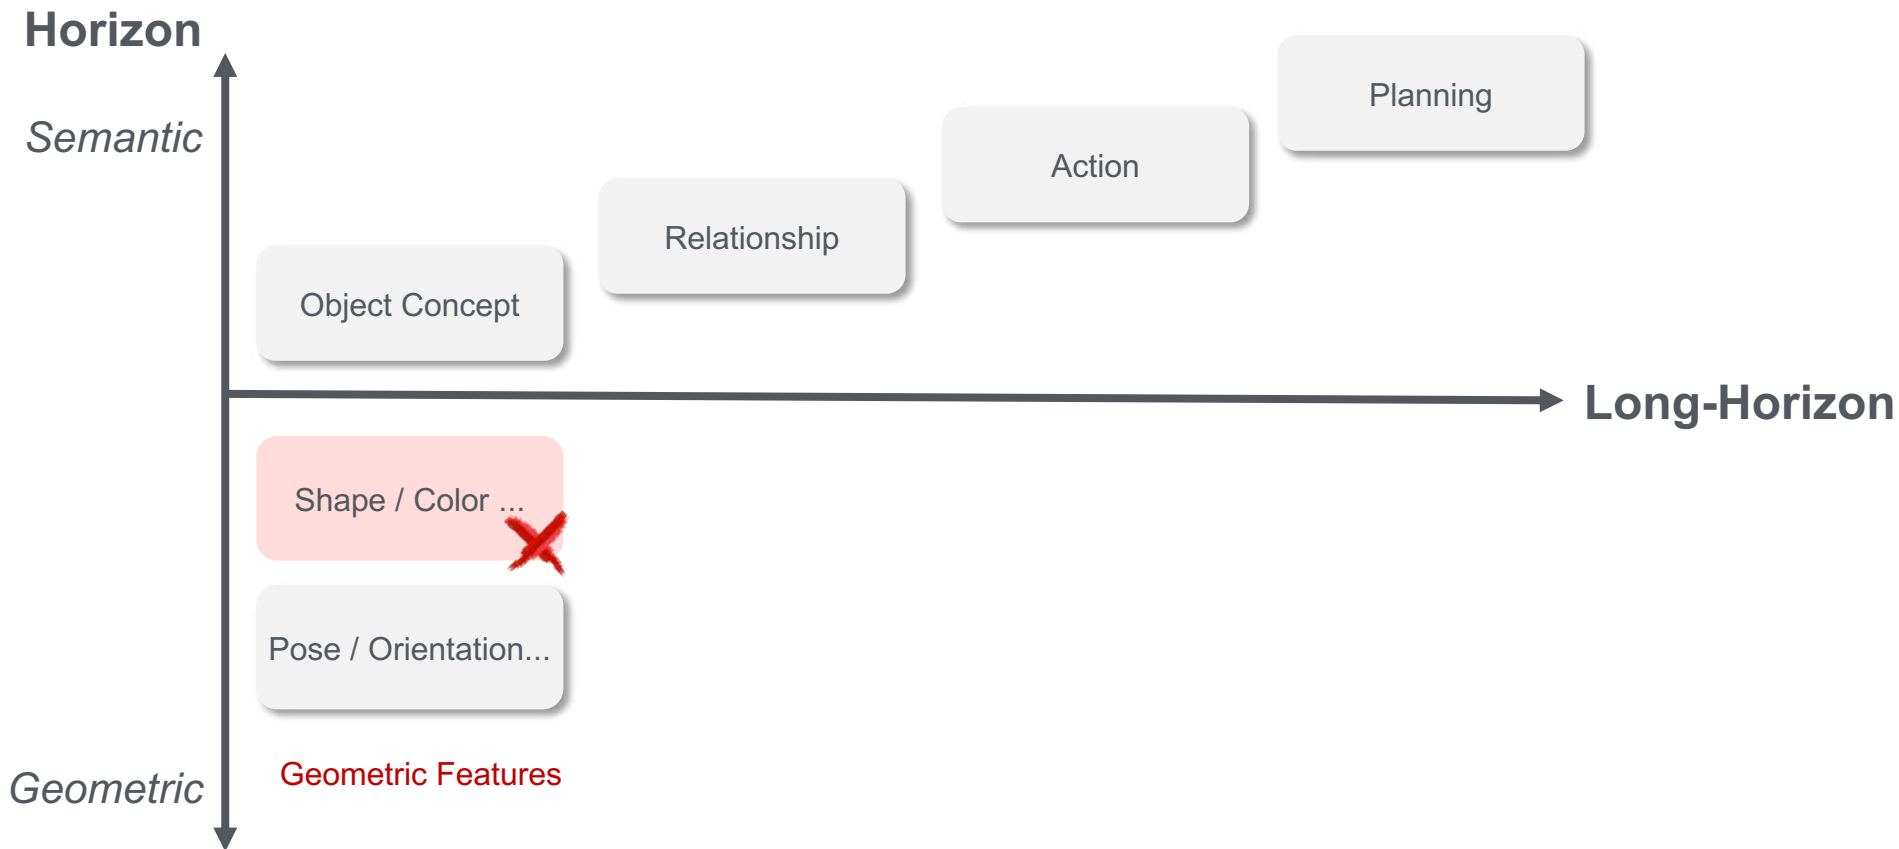 Horizon
Semantic
Planning
Action
Relationship
Object Concept
Long-Horizon
Shape / Color ...
Pose / Orientation...
Geometric Features
Geometric